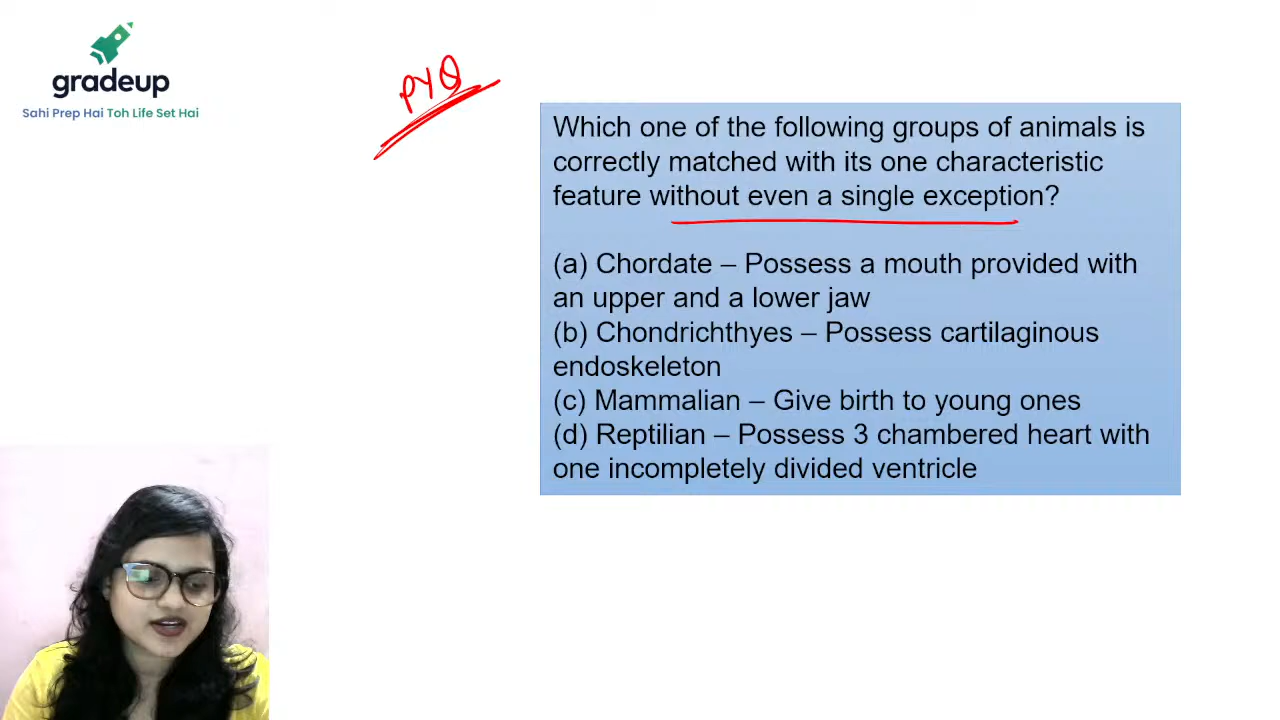 gradeup
Sahi Prep Hai Toh Life Set Hai
PYQ
Which one of the following groups of animals is
correctly matched with its one characteristic
feature without even a single exception?
(a) Chordate – Possess a mouth provided with
an upper and a lower jaw
(b) Chondrichthyes – Possess cartilaginous
endoskeleton
(c) Mammalian – Give birth to young ones
(d) Reptilian – Possess 3 chambered heart with
one incompletely divided ventricle